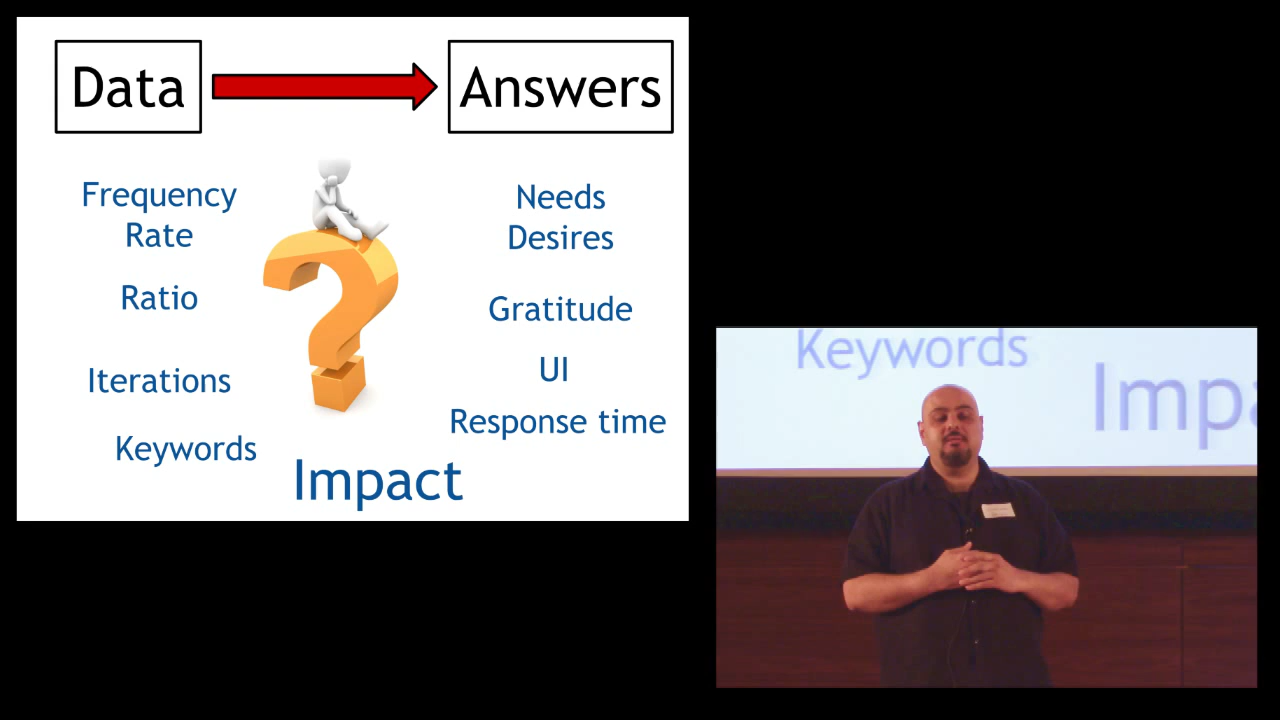 Data
Answers
Frequency
Rate
Ratio
Iterations
Keywords
Needs
Desires
Gratitude
UI
Response time
Impact
Keywords
Impa